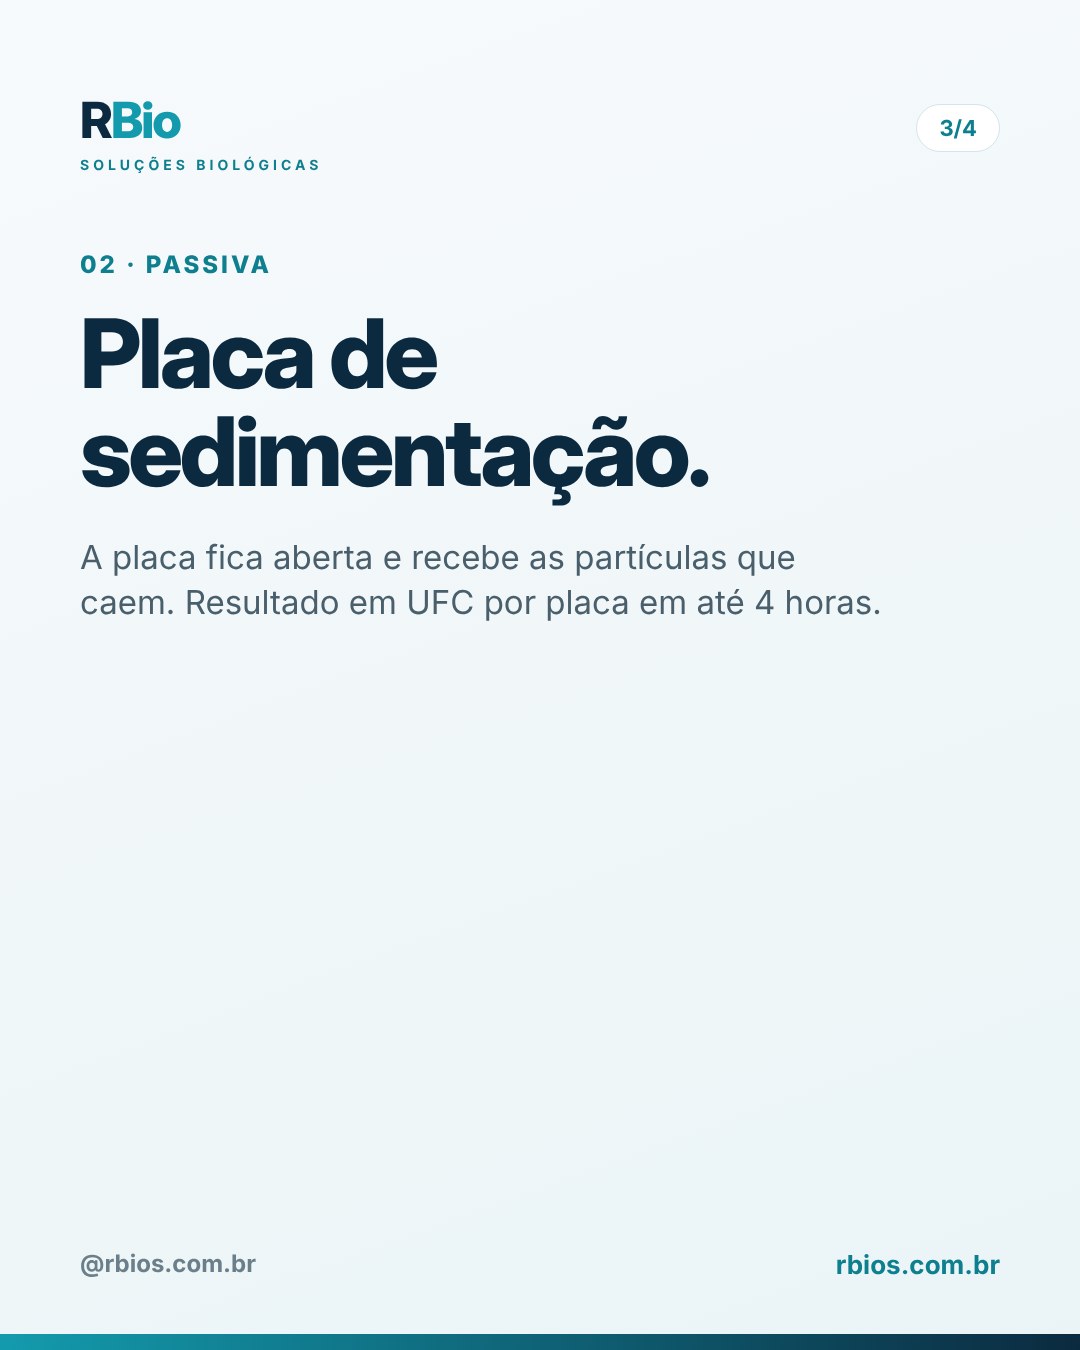 RBio
SOLUÇÕES BIOLÓGICAS
3/4
02 · PASSIVA
Placa de
sedimentação.
A placa fica aberta e recebe as partículas que
caem. Resultado em UFC por placa em até 4 horas.
@rbios.com.br
rbios.com.br